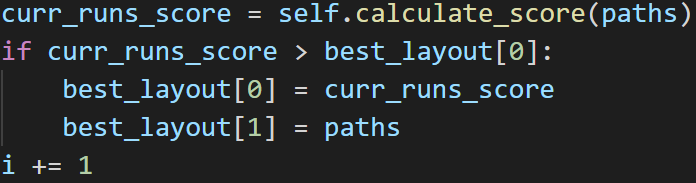 curr_runs_score = self.calculate_score(paths)
if curr_runs_score > best_layout[0]:
    best_layout[0] = curr_runs_score
    best_layout[1] = paths
i += 1